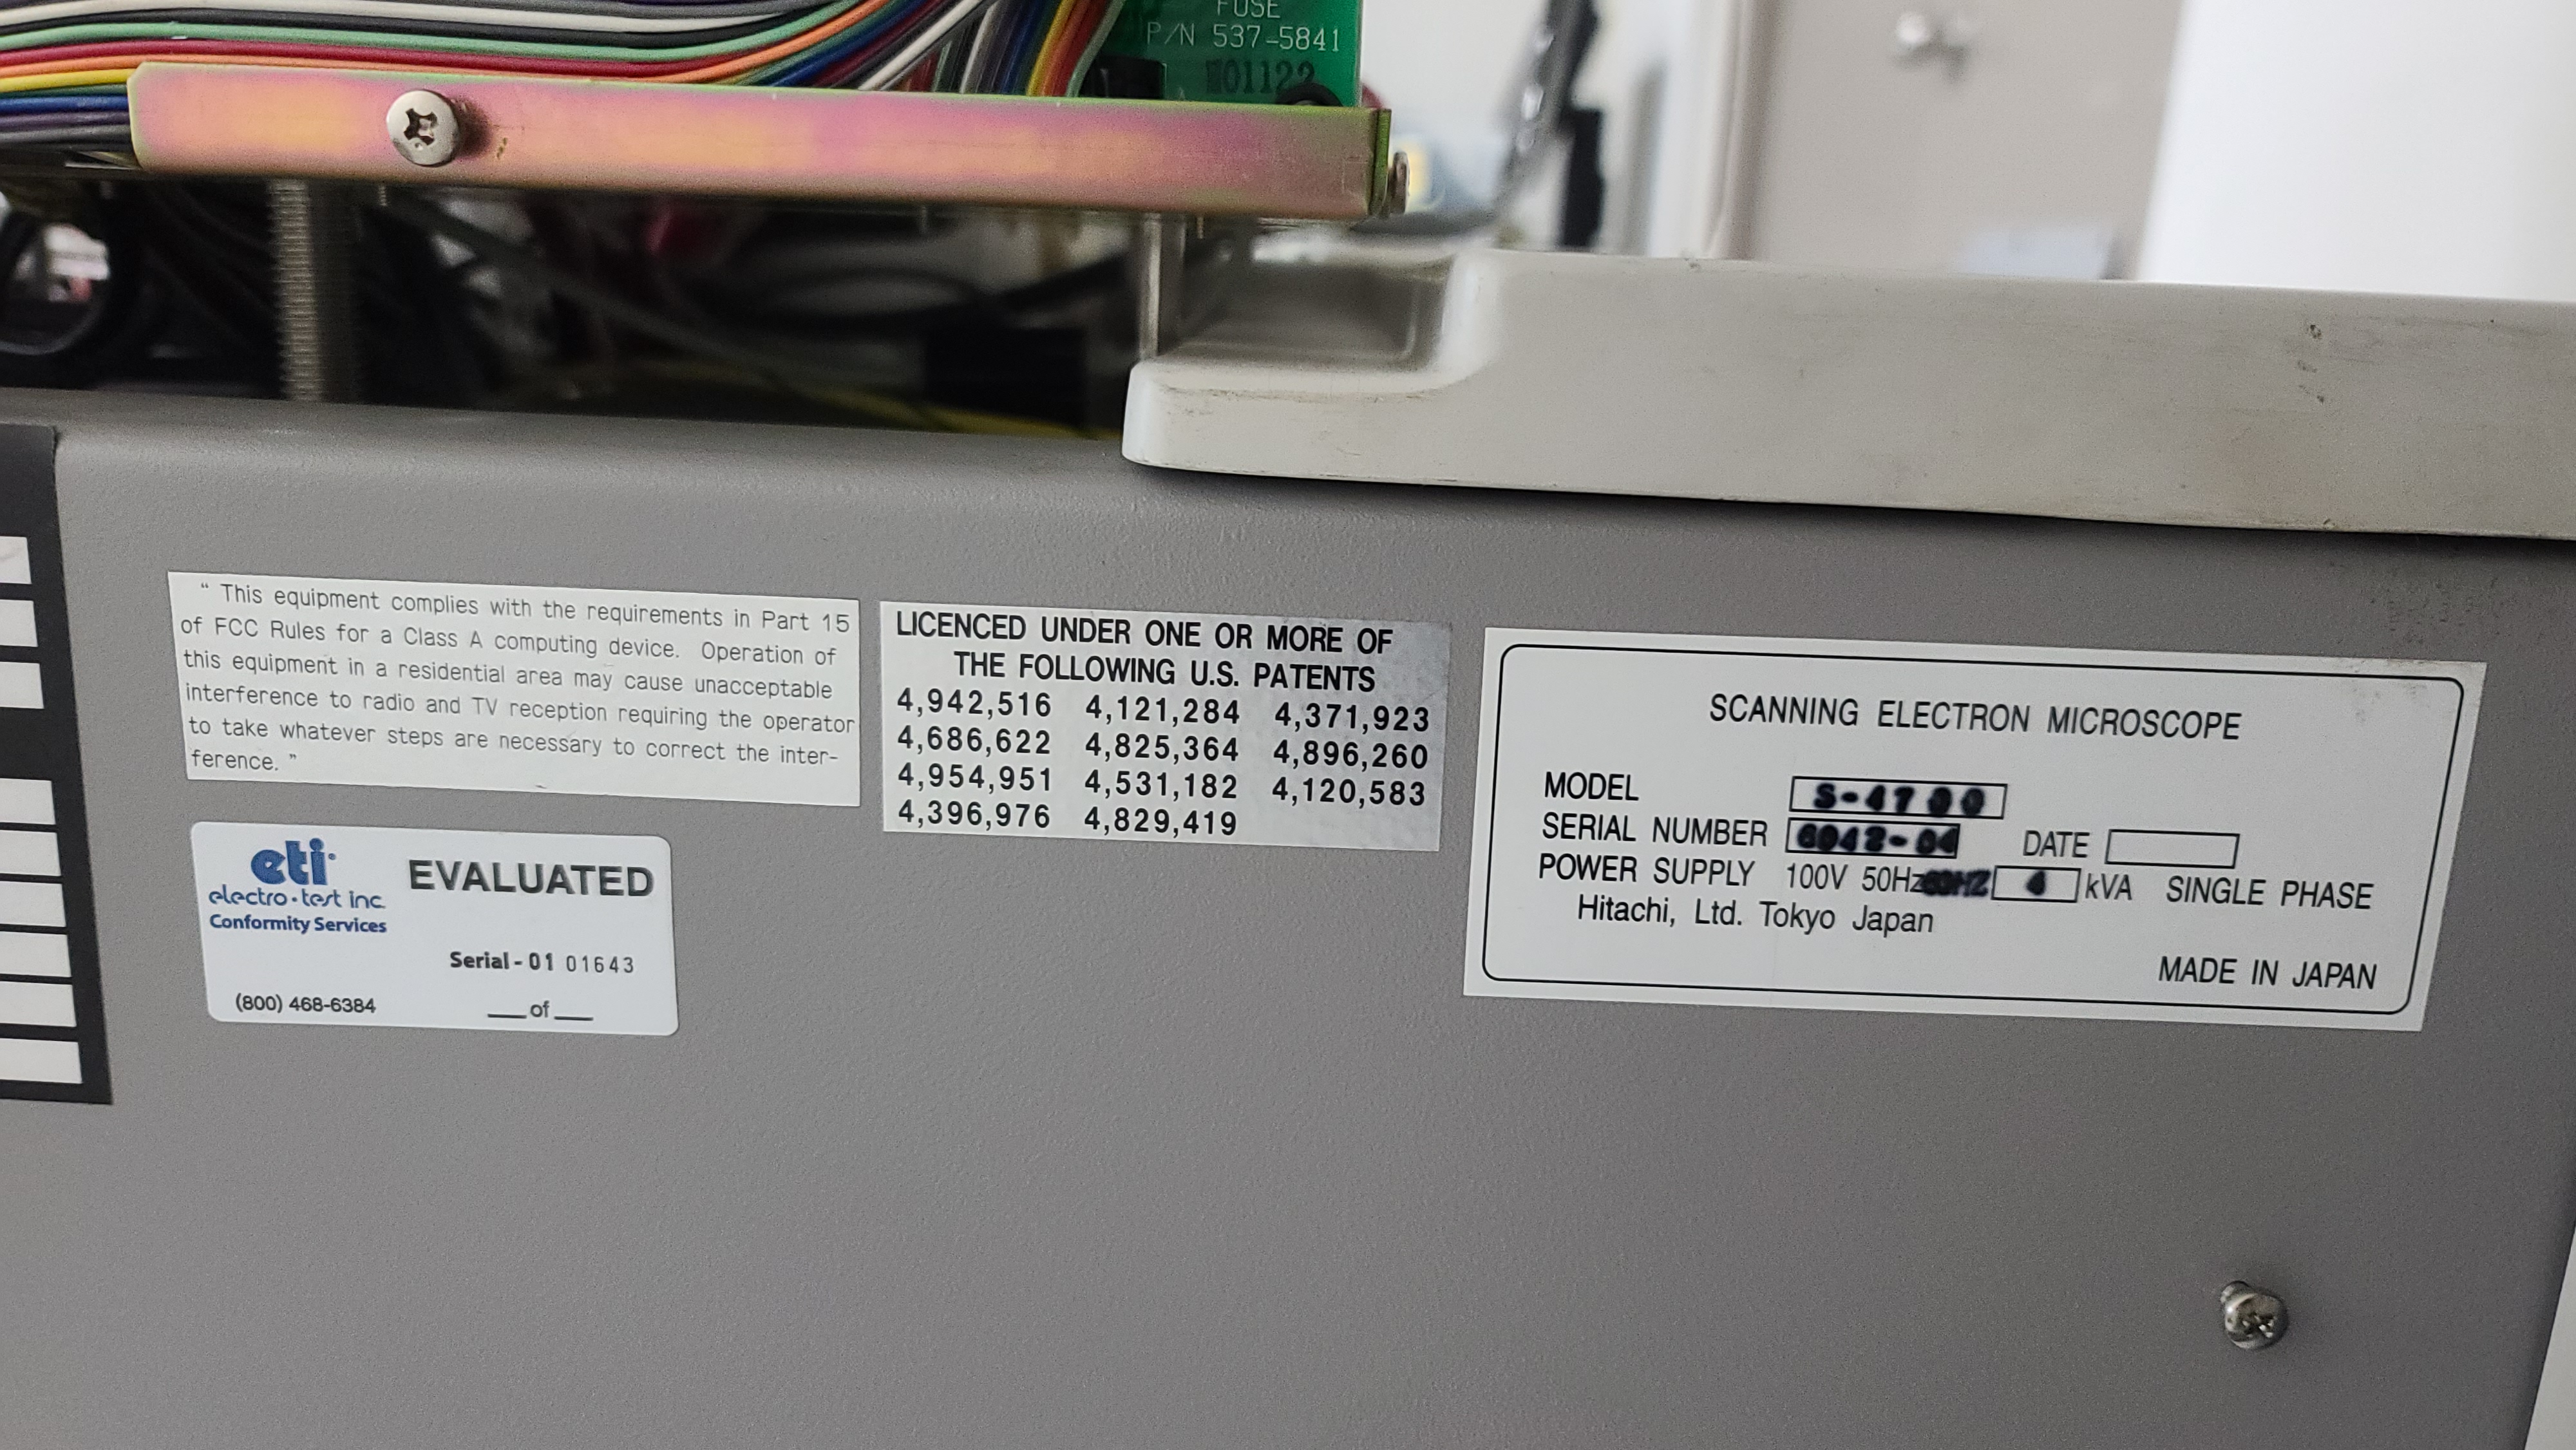 FUSE
P/N 537-5841
01122
“ This equipment complies with the requirements in Part 15
of FCC Rules for a Class A computing device. Operation of
this equipment in a residential area may cause unacceptable
interference to radio and TV reception requiring the operator
to take whatever steps are necessary to correct the inter-
ference. ”
eti
electro·test inc.
Conformity Services
EVALUATED
Serial - 01 01643
(800) 468-6384
___ of ___
LICENCED UNDER ONE OR MORE OF
THE FOLLOWING U.S. PATENTS
4,942,516 4,121,284 4,371,923
4,686,622 4,825,364 4,896,260
4,954,951 4,531,182 4,120,583
4,396,976 4,829,419
SCANNING ELECTRON MICROSCOPE
MODEL S-4700
SERIAL NUMBER DATE
POWER SUPPLY 100V 50Hz 60HZ 4 kVA SINGLE PHASE
Hitachi, Ltd. Tokyo Japan
MADE IN JAPAN